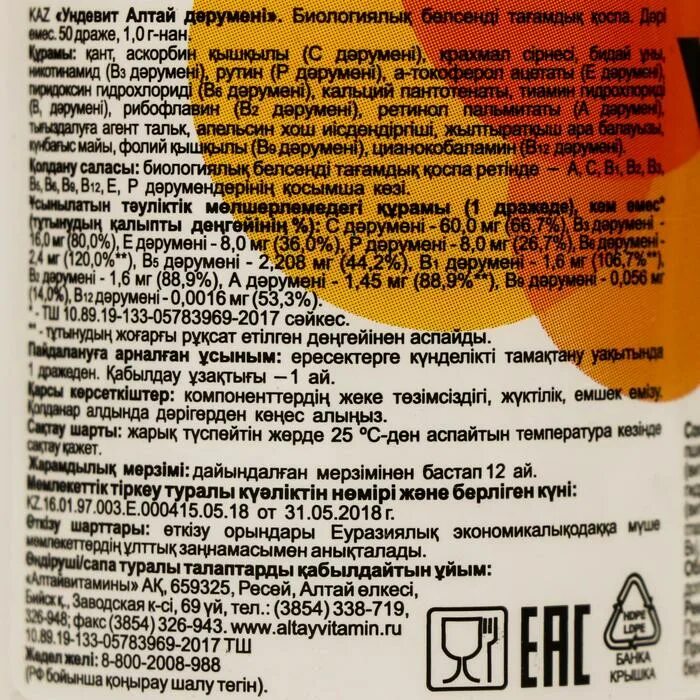 KAZ «Ундевит Алтай дәрумені». Биологиялық белсенді тағамдық қоспа. Дәрі
емес. 50 драже, 1,0 г-нан.
Құрамы: қант, аскорбин қышқылы (С дәрумені), крахмал сірнесі, бидай ұны,
никотинамид (В3 дәрумені), рутин (Р дәрумені), а-токоферол ацетаты (Е дәрумені),
пиридоксин гидрохлориді (В6 дәрумені), кальций пантотенаты, тиамин гидрохлориді
(В, дәрумені), рибофлавин (В2 дәрумені), ретинол пальмитаты (А дәрумені),
тығыздалуға агент тальк, апельсин хош иісдендіргіші, жылтыратқыш ара балауызы,
күнбағыс майы, фолий қышқылы (В9 дәрумені), цианокобаламин (В12 дәрумені).
Қолдану саласы: биологиялық белсенді тағамдық қоспа ретінде – А, С, В1, В2, В3,
В5, В6, В9, В12, Е, Р дәрумендерінің қосымша көзі.
Ұсынылатын тәуліктік мөлшерлемедегі құрамы (1 дражеде), кем емес*
(тұтынудың қалыпты деңгейінің %): С дәрумені - 60,0 мг (66,7%), В3 дәрумені -
16,0 мг (80,0%), Е дәрумені - 8,0 мг (36,0%), Р дәрумені - 8,0 мг (26,7%), В6 дәрумені -
2,4 мг (120,0%**), В5 дәрумені - 2,208 мг (44,2%), В1 дәрумені - 1,6 мг (106,7%**),
В2 дәрумені - 1,6 мг (88,9%), А дәрумені - 1,45 мг (88,9%**), В9 дәрумені - 0,056 мг
(14,0%), В12 дәрумені - 0,0016 мг (53,3%).
* - ТШ 10.89.19-133-05783969-2017 сәйкес.
** - тұтынудың жоғарғы рұқсат етілген деңгейінен аспайды.
Пайдалануға арналған ұсыным: ересектерге күнделікті тамақтану уақытында
1 дражеден. Қабылдау ұзақтығы – 1 ай.
Қарсы көрсеткіштер: компоненттердің жеке төзімсіздігі, жүктілік, емшек емізу.
Қолданар алдында дәрігерден кеңес алыңыз.
Сақтау шарты: жарық түспейтін жерде 25 ºС-ден аспайтын температура кезінде
сақтау қажет.
Жарамдылық мерзімі: дайындалған мерзімінен бастап 12 ай.
Мемлекеттік тіркеу туралы куәліктің нөмірі және берліген күні:
KZ.16.01.97.003.E.000415.05.18 от 31.05.2018 г.
Өткізу шарттары: өткізу орындары Еуразиялық экономикалықодаққа мүше
мемлекеттердің ұлттық заңнамасымен анықталады.
Өндіруші/сапа туралы талаптарды қабылдайтын ұйым:
«Алтайвитамины» АҚ, 659325, Ресей, Алтай өлкесі,
Бийск қ., Заводская к-сі, 69 үй, тел.: (3854) 338-719,
326-948; факс (3854) 326-943. www.altayvitamin.ru
10.89.19-133-05783969-2017 ТШ
Жедел желі: 8-800-2008-988
(РФ бойынша қоңырау шалу тегін).
EAC
HDPE
LDPE
БАНКА
КРЫШКА